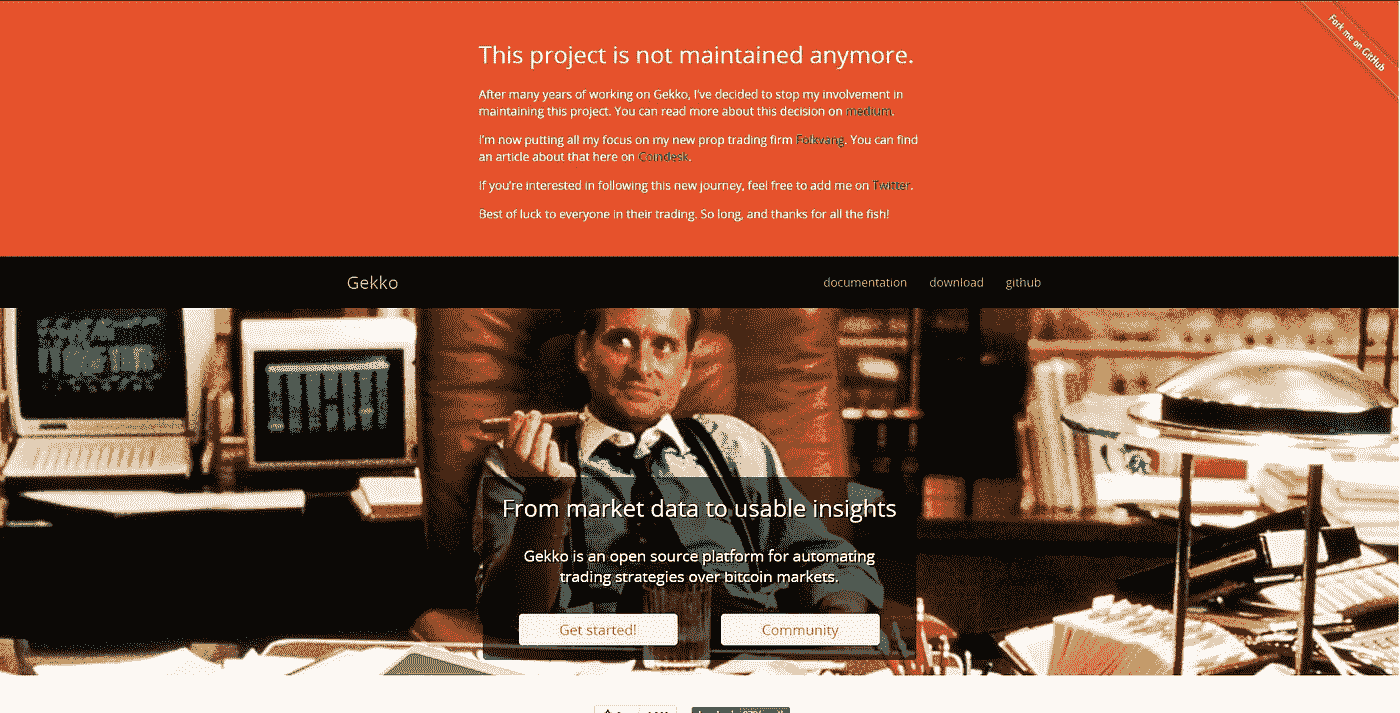 Fork me on GitHub
This project is not maintained anymore.
After many years of working on Gekko, I've decided to stop my involvement in
maintaining this project. You can read more about this decision on medium.
I'm now putting all my focus on my new prop trading firm Folkvang. You can find
an article about that here on Coindesk.
If you're interested in following this new journey, feel free to add me on Twitter.
Best of luck to everyone in their trading. So long, and thanks for all the fish!
Gekko documentation download github
From market data to usable insights
Gekko is an open source platform for automating
trading strategies over bitcoin markets.
Get started! Community